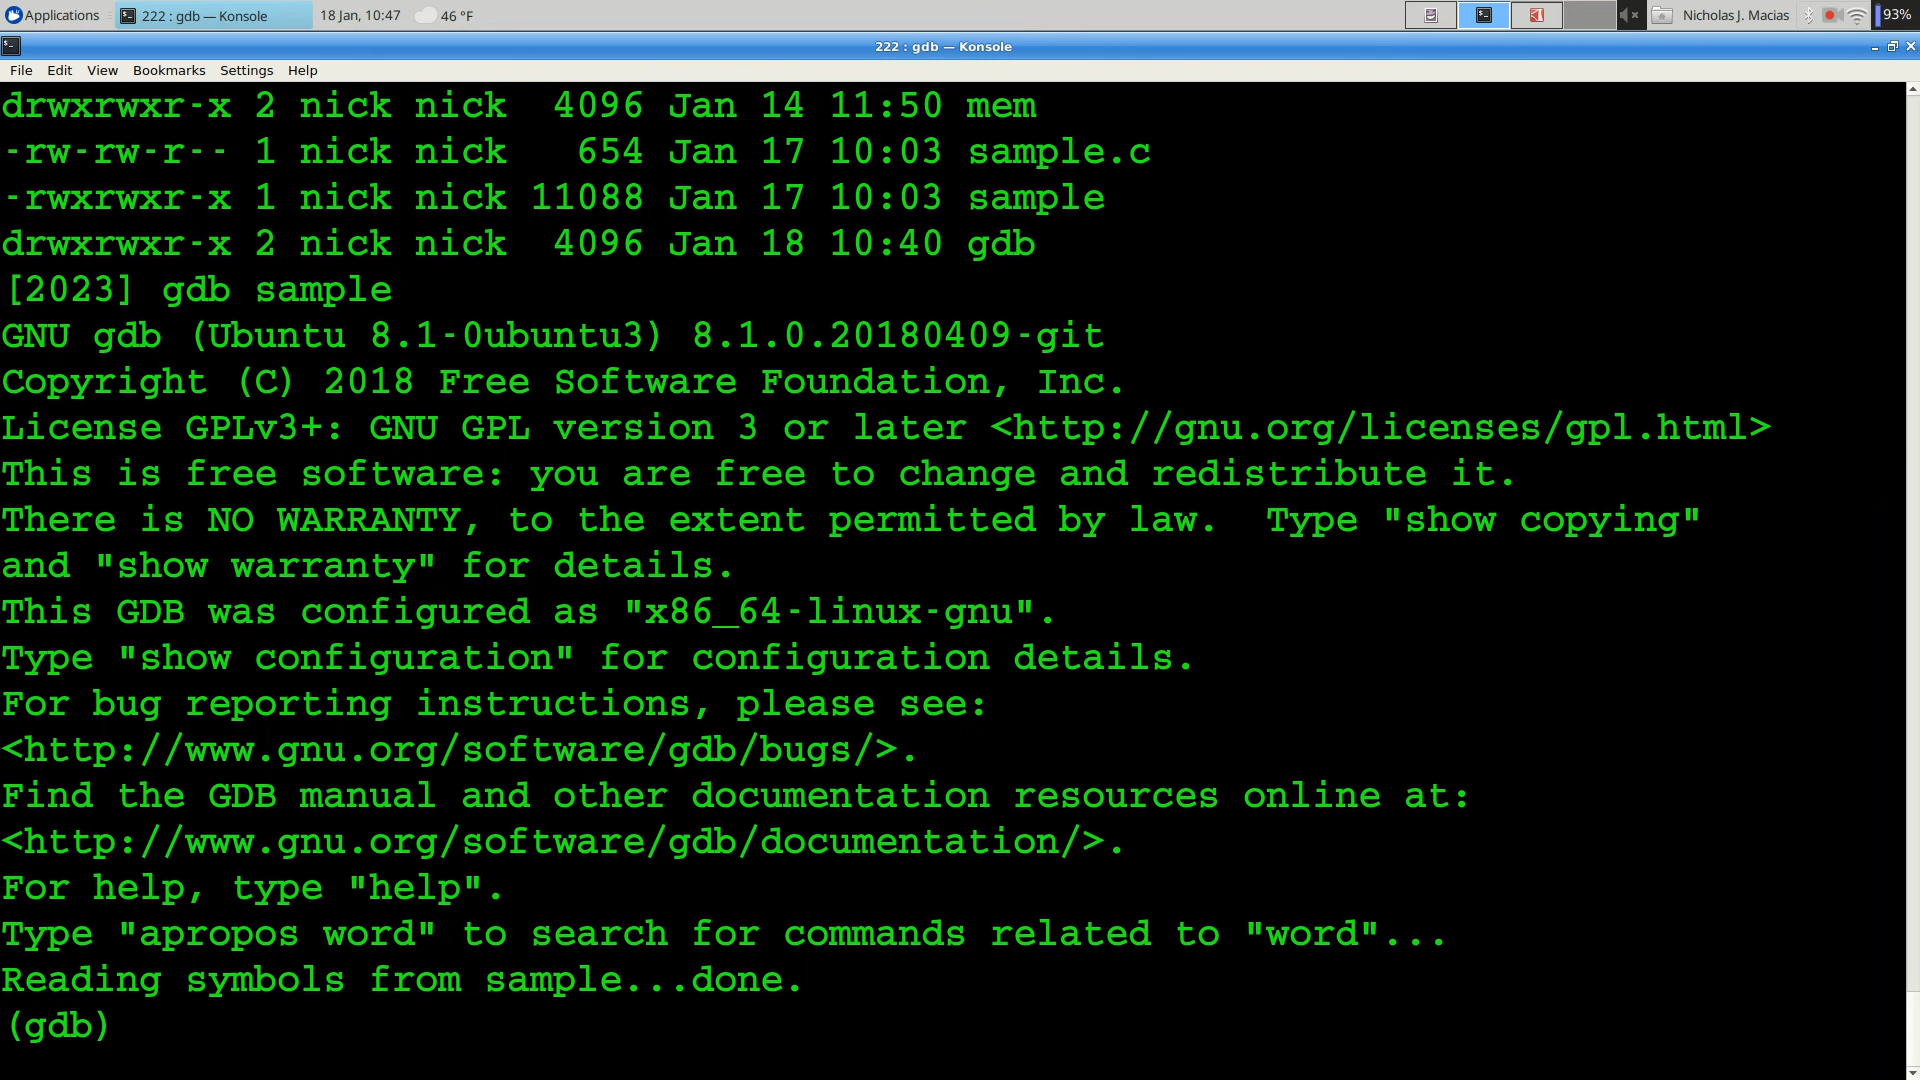 Applications 222 : gdb — Konsole 18 Jan, 10:47 46 °F Nicholas J. Macias 93%
222 : gdb — Konsole
File Edit View Bookmarks Settings Help
drwxrwxr-x 2 nick nick  4096 Jan 14 11:50 mem
-rw-rw-r-- 1 nick nick   654 Jan 17 10:03 sample.c
-rwxrwxr-x 1 nick nick 11088 Jan 17 10:03 sample
drwxrwxr-x 2 nick nick  4096 Jan 18 10:40 gdb
[2023] gdb sample
GNU gdb (Ubuntu 8.1-0ubuntu3) 8.1.0.20180409-git
Copyright (C) 2018 Free Software Foundation, Inc.
License GPLv3+: GNU GPL version 3 or later <http://gnu.org/licenses/gpl.html>
This is free software: you are free to change and redistribute it.
There is NO WARRANTY, to the extent permitted by law.  Type "show copying"
and "show warranty" for details.
This GDB was configured as "x86_64-linux-gnu".
Type "show configuration" for configuration details.
For bug reporting instructions, please see:
<http://www.gnu.org/software/gdb/bugs/>.
Find the GDB manual and other documentation resources online at:
<http://www.gnu.org/software/gdb/documentation/>.
For help, type "help".
Type "apropos word" to search for commands related to "word"...
Reading symbols from sample...done.
(gdb)